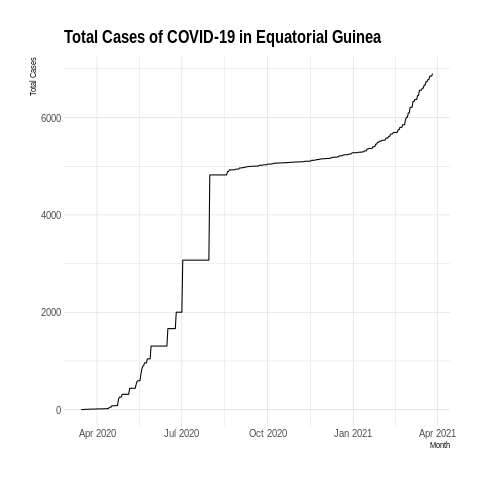 Total Cases of COVID-19 in Equatorial Guinea
Total Cases
6000
4000
2000
0
Apr 2020 Jul 2020 Oct 2020 Jan 2021 Apr 2021
Month